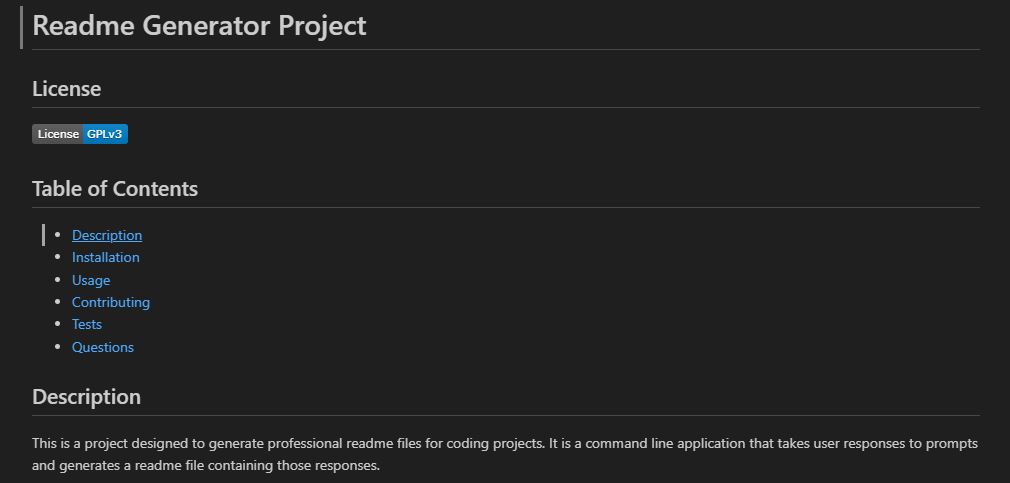 Readme Generator Project
License
License GPLv3
Table of Contents
Description
Installation
Usage
Contributing
Tests
Questions
Description
This is a project designed to generate professional readme files for coding projects. It is a command line application that takes user responses to prompts
and generates a readme file containing those responses.